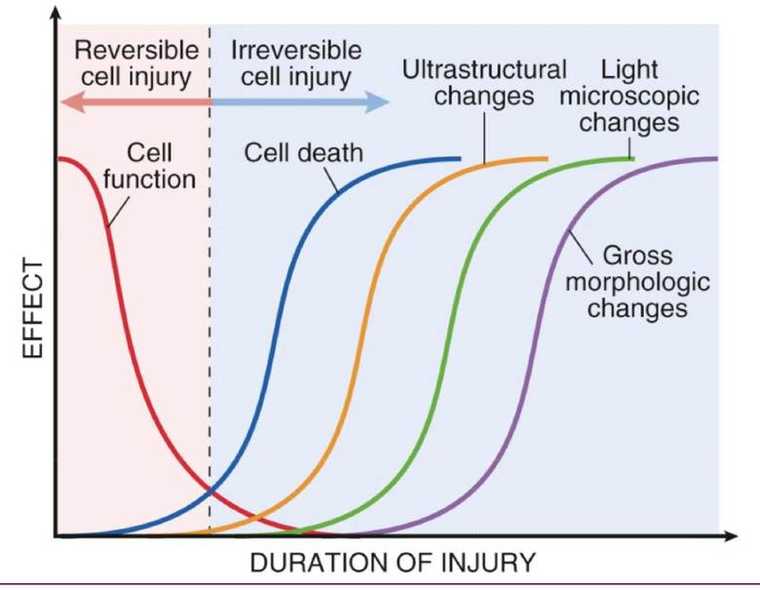 Reversible
cell injury
Irreversible
cell injury
Ultrastructural
changes
Light
microscopic
changes
Cell
function
Cell death
Gross
morphologic
changes
EFFECT
DURATION OF INJURY